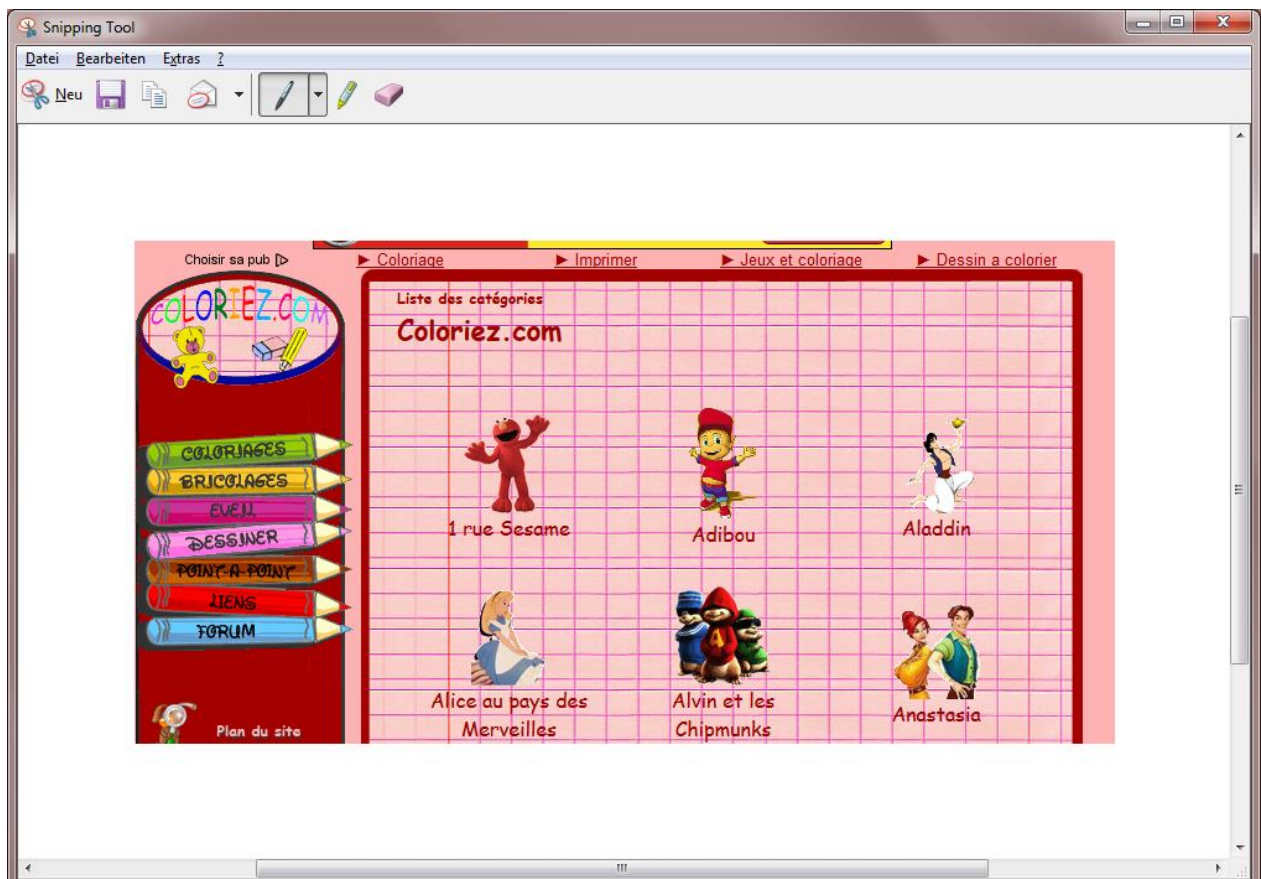 Snipping Tool
Datei Bearbeiten Extras ?
Neu
Choisir sa pub
► Coloriage ► Imprimer ► Jeux et coloriage ► Dessin a colorier
COLORIEZ.COM
Liste des catégories
Coloriez.com
COLORIAGES
BRICOLAGES
EVEIL
DESSINER
POINT-A-POINT
LIENS
FORUM
Plan du site
1 rue Sesame
Adibou
Aladdin
Alice au pays des
Merveilles
Alvin et les
Chipmunks
Anastasia